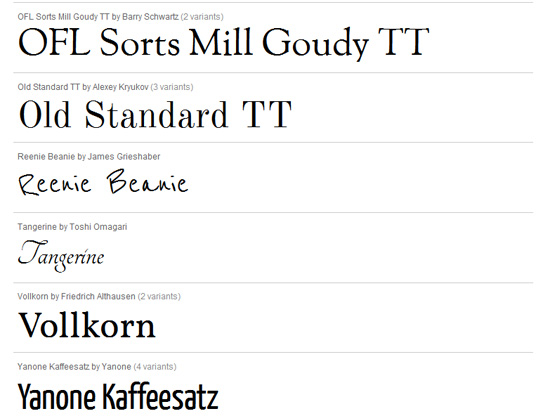 OFL Sorts Mill Goudy TT by Barry Schwartz (2 variants)
OFL Sorts Mill Goudy TT
Old Standard TT by Alexey Kryukov (3 variants)
Old Standard TT
Reenie Beanie by James Grieshaber
Reenie Beanie
Tangerine by Toshi Omagari
Tangerine
Vollkorn by Friedrich Althausen (2 variants)
Vollkorn
Yanone Kaffeesatz by Yanone (4 variants)
Yanone Kaffeesatz